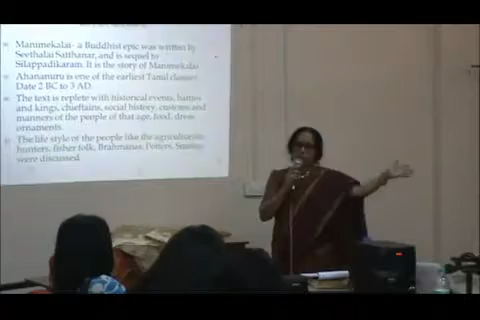 Manimekalai- a Buddhist epic was written by
Seethalai Satthanar, and is sequel to
Silappadikaram. It is the story of Manimekalai
Ahananuru is one of the earliest Tamil classics
Date 2 BC to 3 AD.
The text is replete with historical events, battles
and kings, chieftains, social history, customs and
manners of the people of that age, food, dress
ornaments.
The life style of the people like the agriculturists,
hunters, fisher folk, Brahmanas, Potters,
were discussed